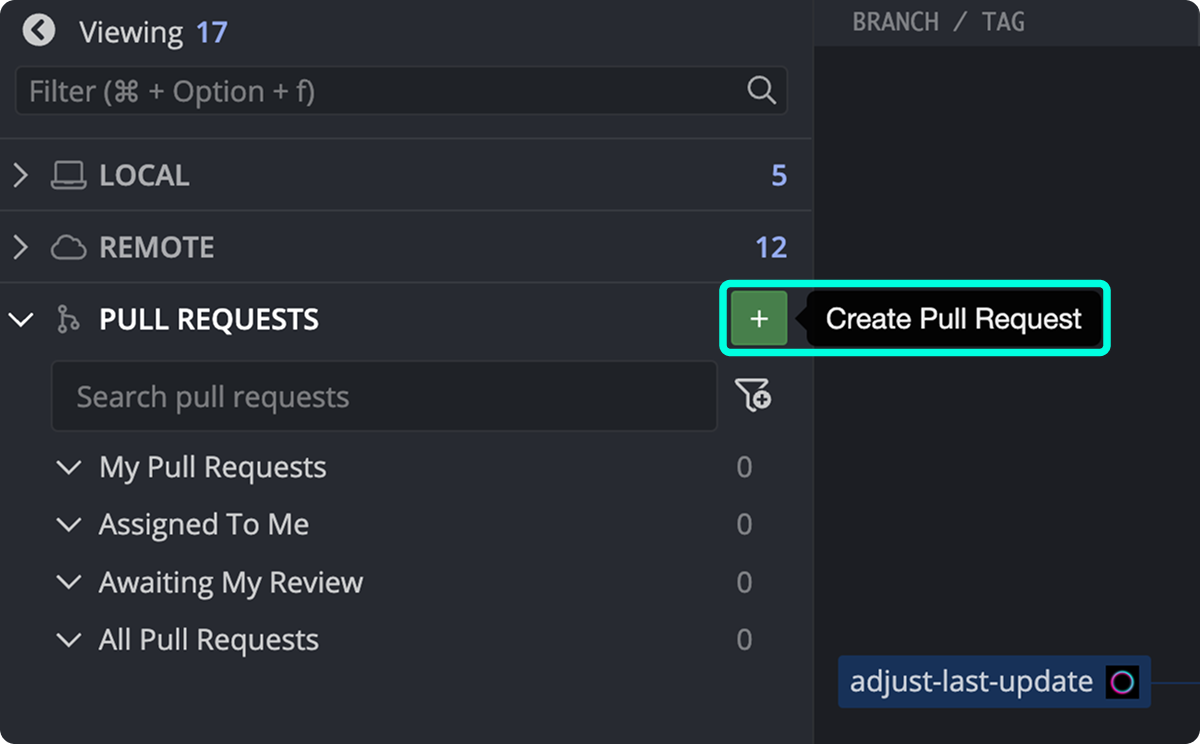 Viewing 17
BRANCH / TAG
Filter (⌘ + Option + f)
LOCAL 5
REMOTE 12
PULL REQUESTS + Create Pull Request
Search pull requests
My Pull Requests 0
Assigned To Me 0
Awaiting My Review 0
All Pull Requests 0
adjust-last-update